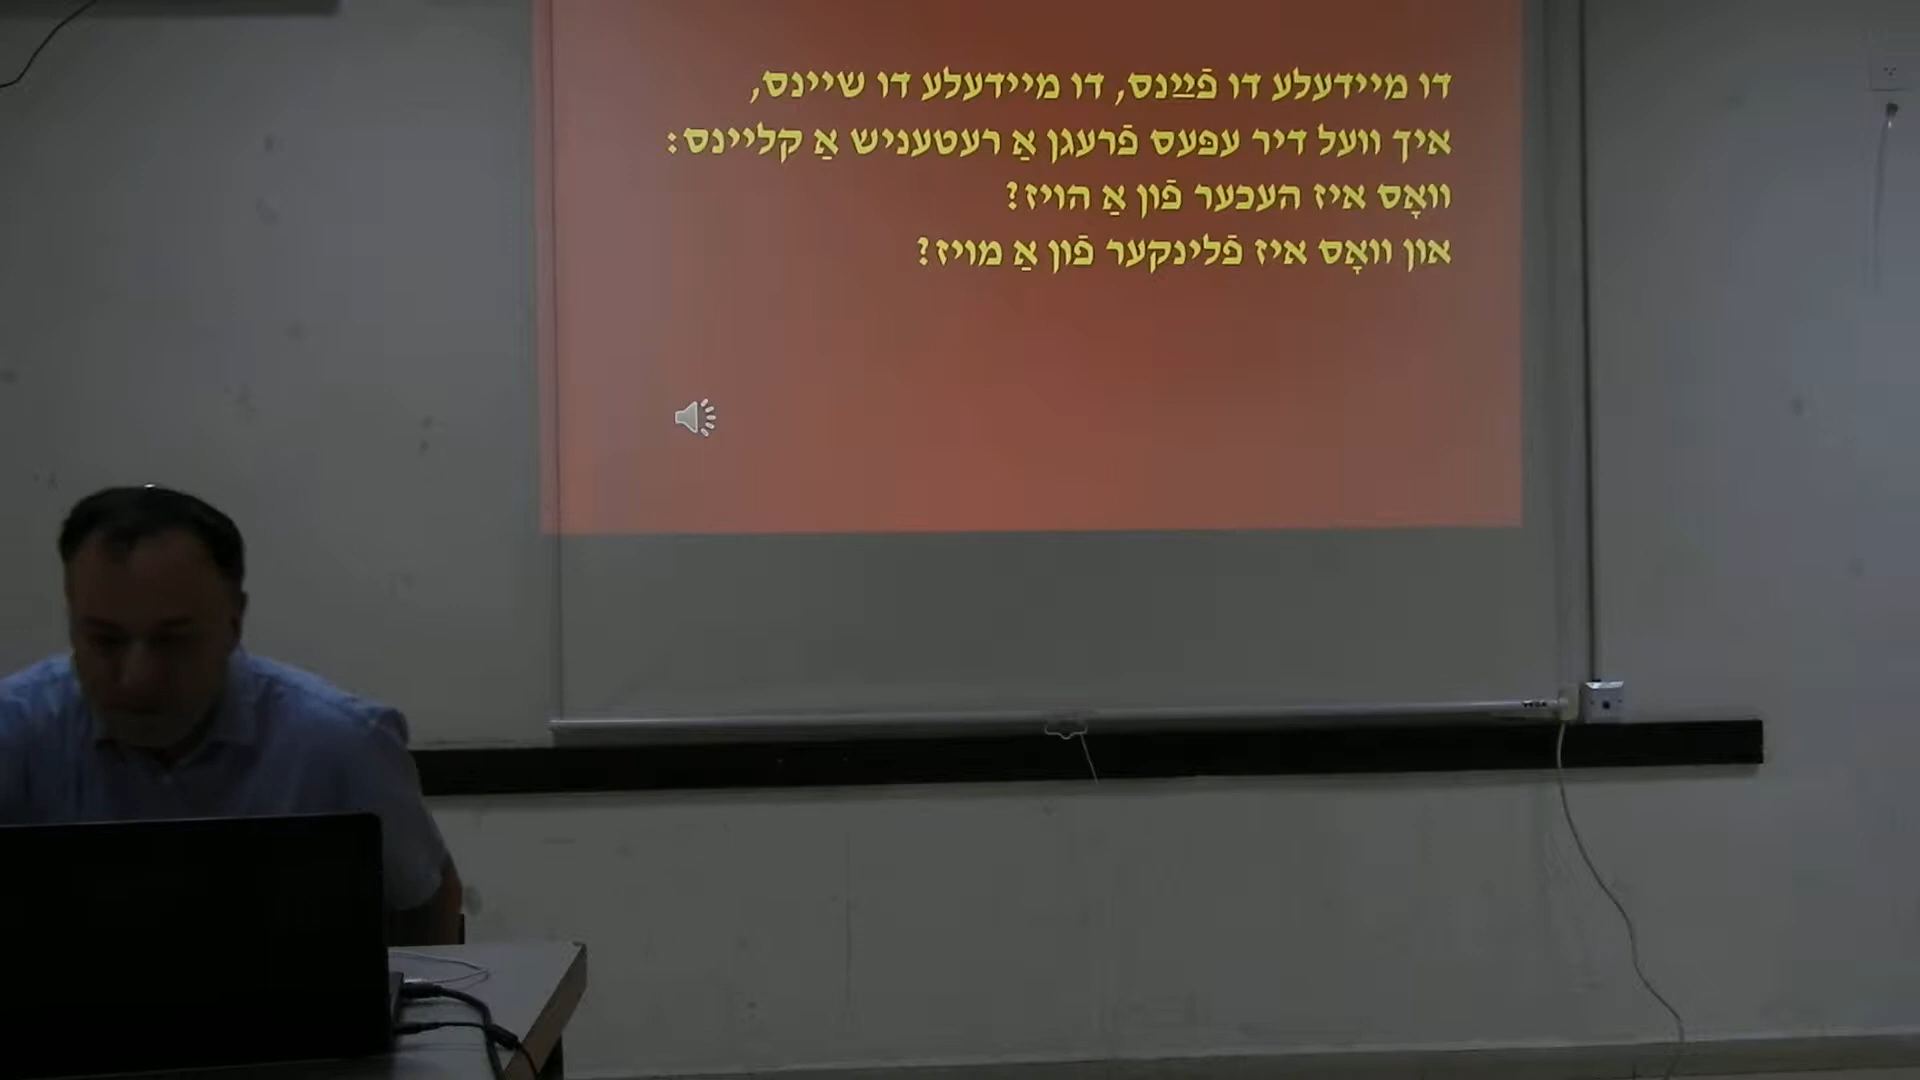 דו מיידעלע דו פֿײַנס, דו מיידעלע דו שיינס,
איך וועל דיר עפּעס פֿרעגן אַ רעטעניש אַ קליינס:
וואָס איז העכער פֿון אַ הויז?
און וואָס איז פֿלינקער פֿון אַ מויז?